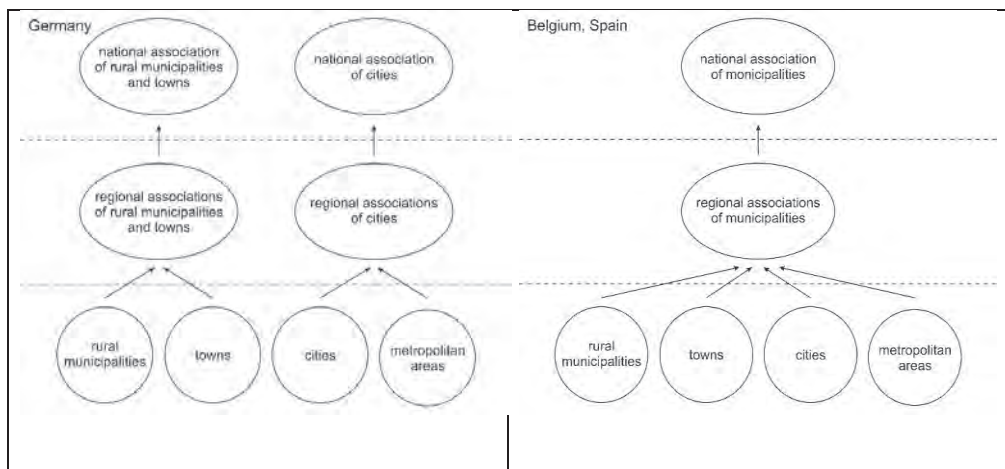 Germany
national association
of rural municipalities
and towns
national association
of cities
regional associations
of rural municipalities
and towns
regional associations
of cities
rural
municipalities
towns
cities
metropolitan
areas
Belgium, Spain
national association
of monicipalities
regional associations
of municipalities
rural
municipalities
towns
cities
metropolitan
areas